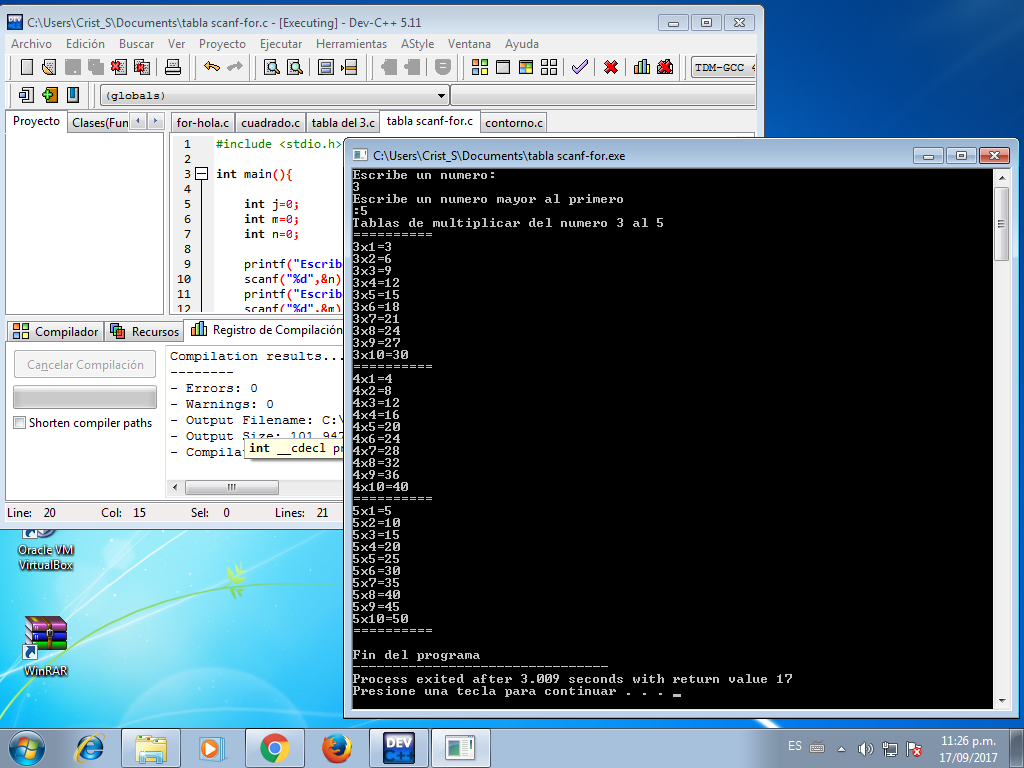 C:\Users\Crist_S\Documents\tabla scanf-for.c - [Executing] - Dev-C++ 5.11
Archivo Edición Buscar Ver Proyecto Ejecutar Herramientas AStyle Ventana Ayuda
TDM-GCC 4
(globals)
Proyecto Clases(Fun for-hola.c cuadrado.c tabla del 3.c tabla scanf-for.c contorno.c
1 #include <stdio.h>
2
3 int main(){
4
5 int j=0;
6 int m=0;
7 int n=0;
8
9 printf("Escrib
10 scanf("%d",&n)
11 printf("Escrib
12 scanf("%d",&m)
Compilador Recursos Registro de Compilación
Cancelar Compilación
Shorten compiler paths
Compilation results...
--------
- Errors: 0
- Warnings: 0
- Output Filename: C:\
- Output Size: 101,947
- Compila
int __cdecl pr
Line: 20 Col: 15 Sel: 0 Lines: 21
C:\Users\Crist_S\Documents\tabla scanf-for.exe
Escribe un numero:
3
Escribe un numero mayor al primero
:5
Tablas de multiplicar del numero 3 al 5
==========
3x1=3
3x2=6
3x3=9
3x4=12
3x5=15
3x6=18
3x7=21
3x8=24
3x9=27
3x10=30
==========
4x1=4
4x2=8
4x3=12
4x4=16
4x5=20
4x6=24
4x7=28
4x8=32
4x9=36
4x10=40
==========
5x1=5
5x2=10
5x3=15
5x4=20
5x5=25
5x6=30
5x7=35
5x8=40
5x9=45
5x10=50
==========
Fin del programa
--------------------------------
Process exited after 3.009 seconds with return value 17
Presione una tecla para continuar . . . _
Oracle VM
VirtualBox
WinRAR
DEV
C++
ES
11:26 p.m.
17/09/2017